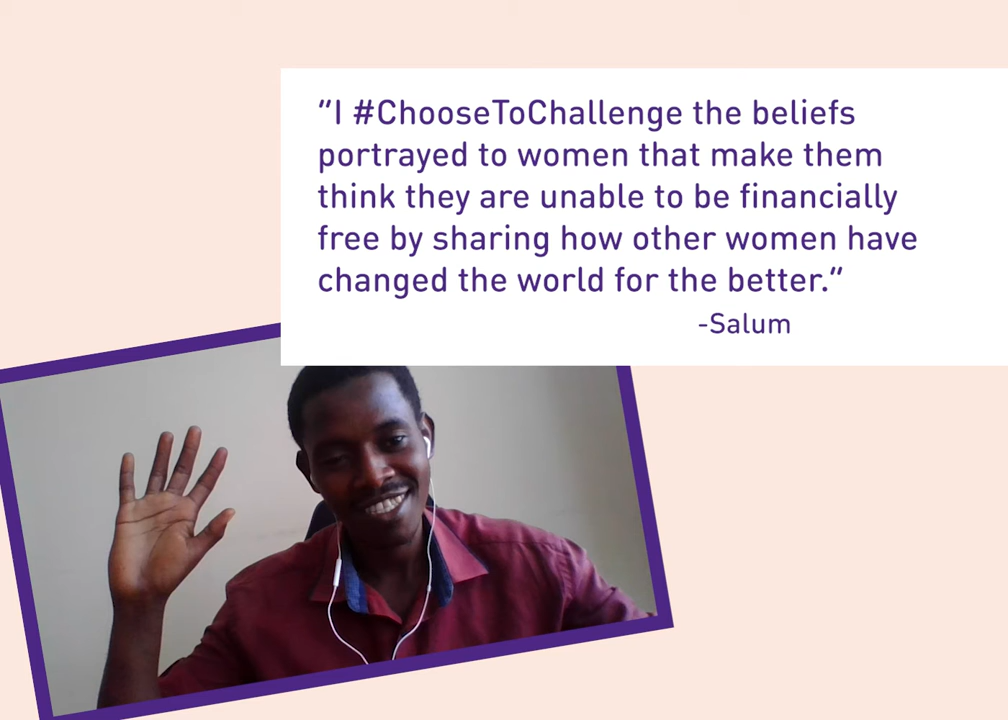 "I #ChooseToChallenge the beliefs
portrayed to women that make them
think they are unable to be financially
free by sharing how other women have
changed the world for the better."
-Salum